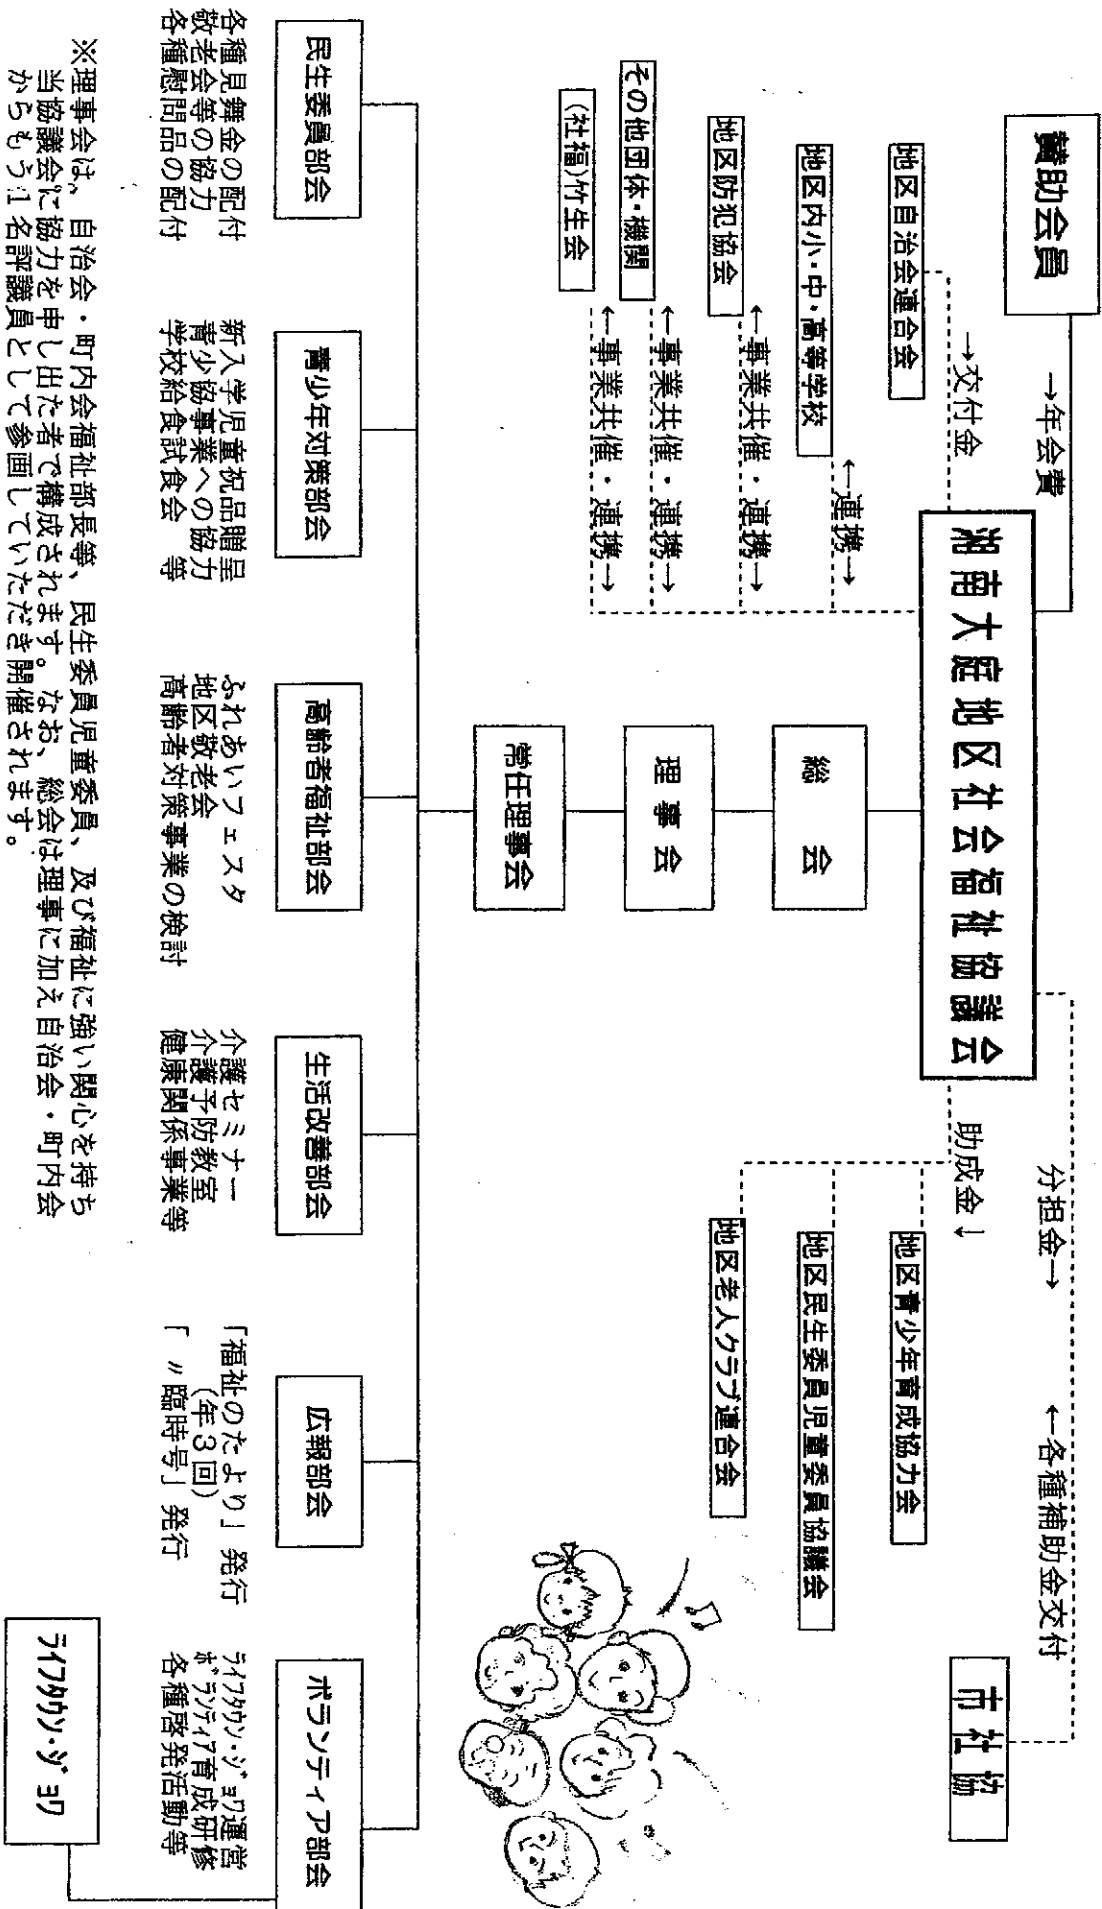 賛助会員
→年会費
湘南大庭地区社会福祉協議会
分担金→
←各種補助金交付
市社協
地区自治会連合会
→交付金
地区内小・中・高等学校
←連携→
地区防犯協会
←事業共催・連携→
その他団体・機関
←事業共催・連携→
(社福)竹生会
←事業共催・連携→
助成金↓
地区青少年育成協力会
地区民生委員児童委員協議会
地区老人クラブ連合会
総会
理事会
常任理事会
民生委員部会
各種見舞金の配付
敬老会等の協力
各種慰問品の配付
青少年対策部会
新入学児童祝品贈呈
青少協事業への協力
学校給食試食会 等
高齢者福祉部会
ふれあいフェスタ
地区敬老会
高齢者対策事業の検討
生活改善部会
介護セミナー
介護予防教室
健康関係事業等
広報部会
「福祉のたより」発行
(年3回)
「 〃臨時号」発行
ボランティア部会
ライフタウン・ジョワ運営
ボランティア育成研修
各種啓発活動等
ライフタウン・ジョワ
※理事会は、自治会・町内会福祉部長等、民生委員児童委員、及び福祉に強い関心を持ち
当協議会に協力を申し出た者で構成されます。なお、総会は理事に加え自治会・町内会
からもう1名評議員として参画していただき開催されます。